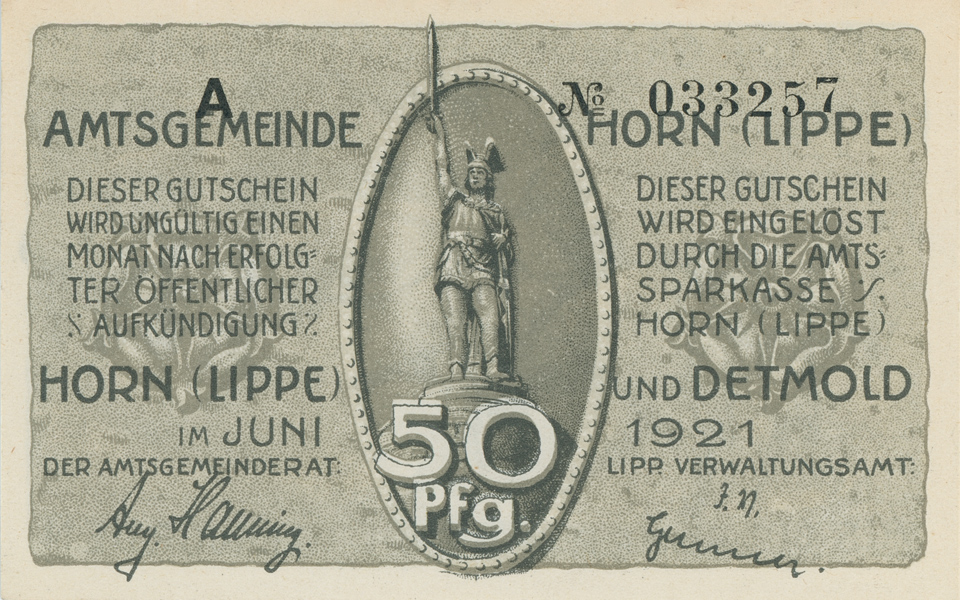 A
AMTSGEMEINDE
DIESER GUTSCHEIN
WIRD UNGÜLTIG EINEN
MONAT NACH ERFOLG=
TER ÖFFENTLICHER
AUFKÜNDIGUNG
HORN (LIPPE)
IM JUNI
DER AMTSGEMEINDERAT:
Aug. Hanning.
50
Pfg.
No 033257
HORN (LIPPE)
DIESER GUTSCHEIN
WIRD EINGELÖST
DURCH DIE AMTS=
SPARKASSE
HORN (LIPPE)
UND DETMOLD
1921
LIPP. VERWALTUNGSAMT: